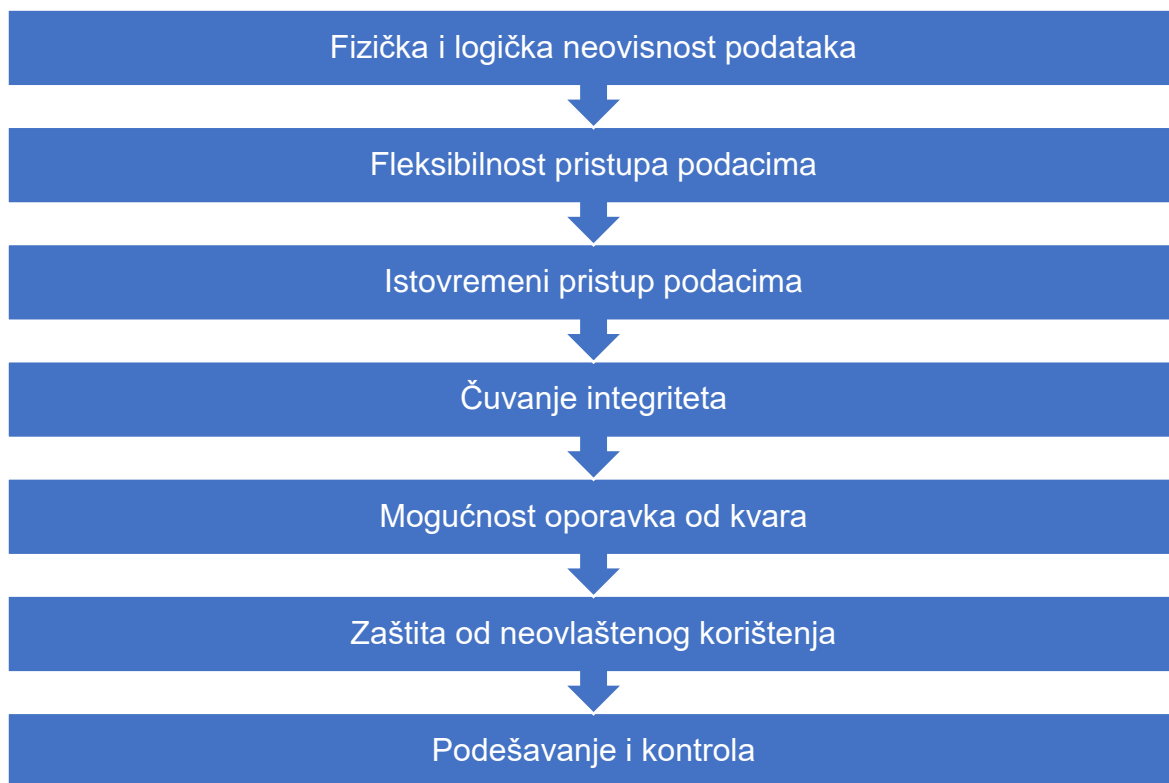 Fizička i logička neovisnost podataka
Fleksibilnost pristupa podacima
Istovremeni pristup podacima
Čuvanje integriteta
Mogućnost oporavka od kvara
Zaštita od neovlaštenog korištenja
Podešavanje i kontrola